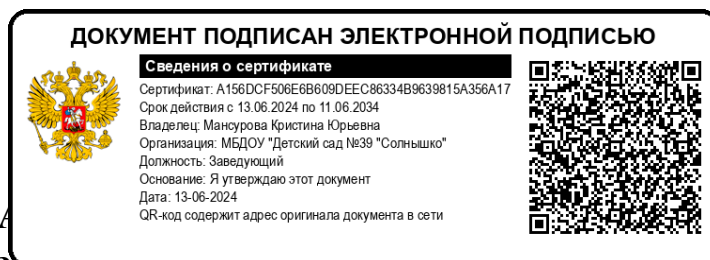 ДОКУМЕНТ ПОДПИСАН ЭЛЕКТРОННОЙ ПОДПИСЬЮ
Сведения о сертификате
Сертификат: A156DCF506E6B609DEEC86334B9639815A356A17
Срок действия с 13.06.2024 по 11.06.2034
Владелец: Мансурова Кристина Юрьевна
Организация: МБДОУ "Детский сад №39 "Солнышко"
Должность: Заведующий
Основание: Я утверждаю этот документ
Дата: 13-06-2024
QR-код содержит адрес оригинала документа в сети